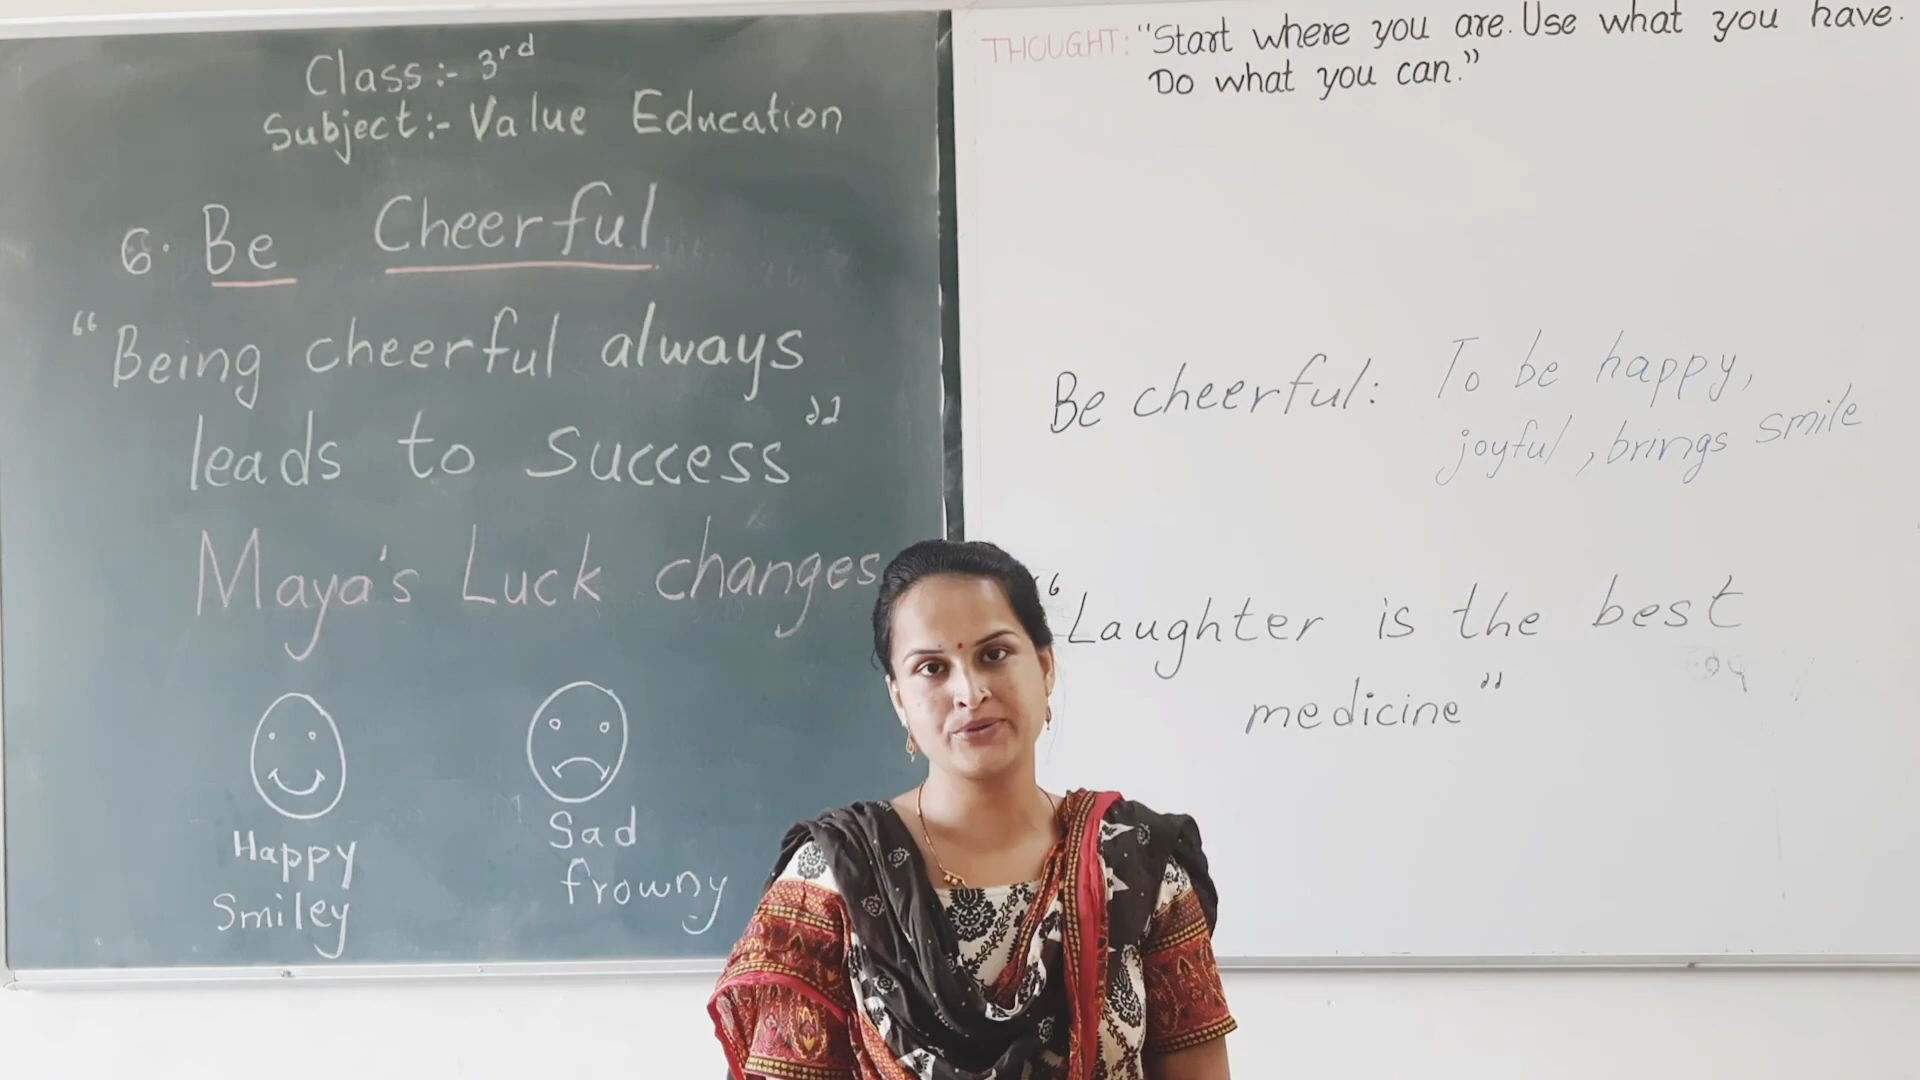 Class:- 3rd
Subject:- Value Education
6. Be Cheerful
"Being cheerful always
leads to success"
Maya's Luck changes
Happy
Smiley
Sad
frowny
THOUGHT: "Start where you are. Use what you have.
Do what you can."
Be cheerful: To be happy,
joyful, brings smile
"Laughter is the best
medicine"